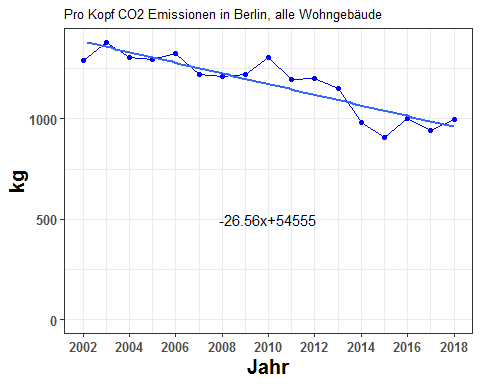 Pro Kopf CO2 Emissionen in Berlin, alle Wohngebäude
1000
500
0
kg
-26.56x+54555
2002 2004 2006 2008 2010 2012 2014 2016 2018
Jahr